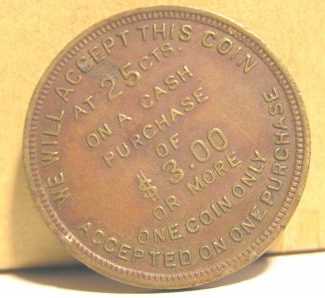 WE WILL ACCEPT THIS COIN
AT 25 CTS.
ON A CASH
PURCHASE
OF
$3.00
OR MORE
ONE COIN ONLY
ACCEPTED ON ONE PURCHASE